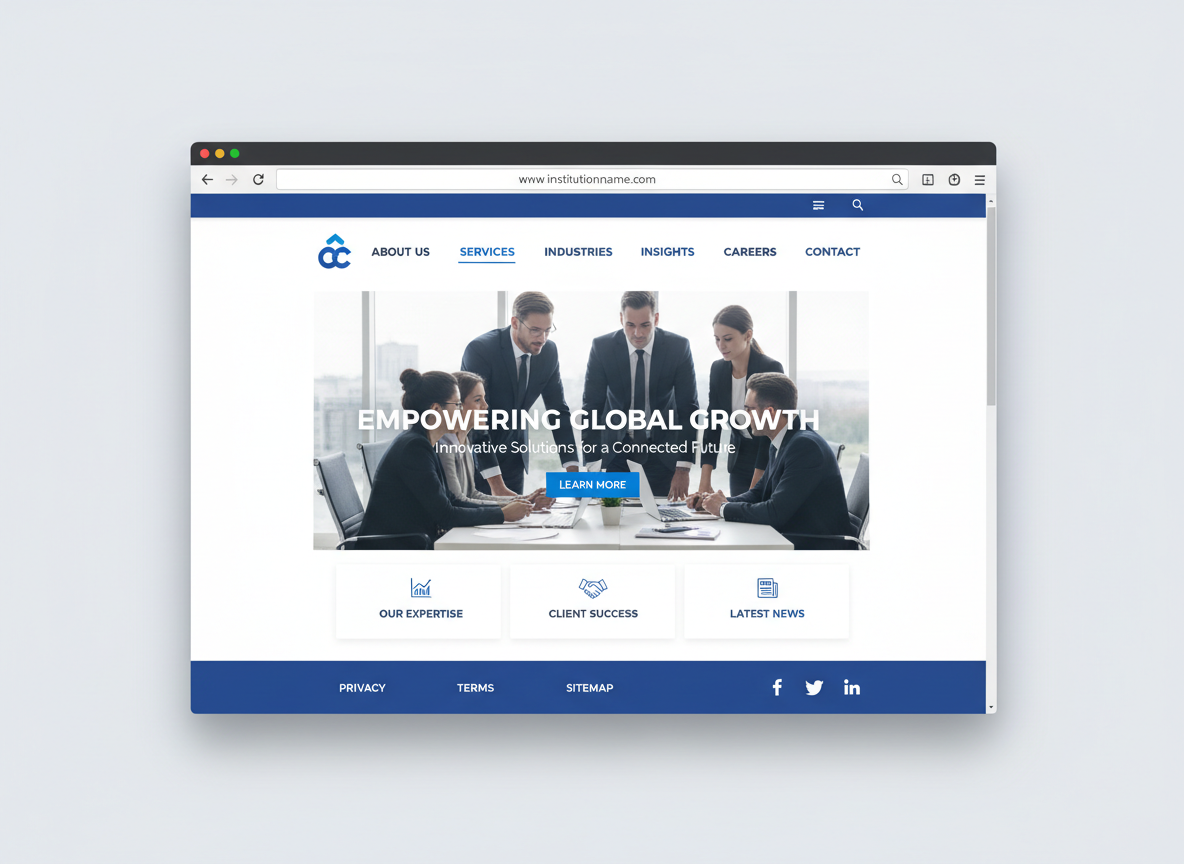 www.institutionname.com
ABOUT US SERVICES INDUSTRIES INSIGHTS CAREERS CONTACT
EMPOWERING GLOBAL GROWTH
Innovative Solutions for a Connected Future
LEARN MORE
OUR EXPERTISE CLIENT SUCCESS LATEST NEWS
PRIVACY TERMS SITEMAP